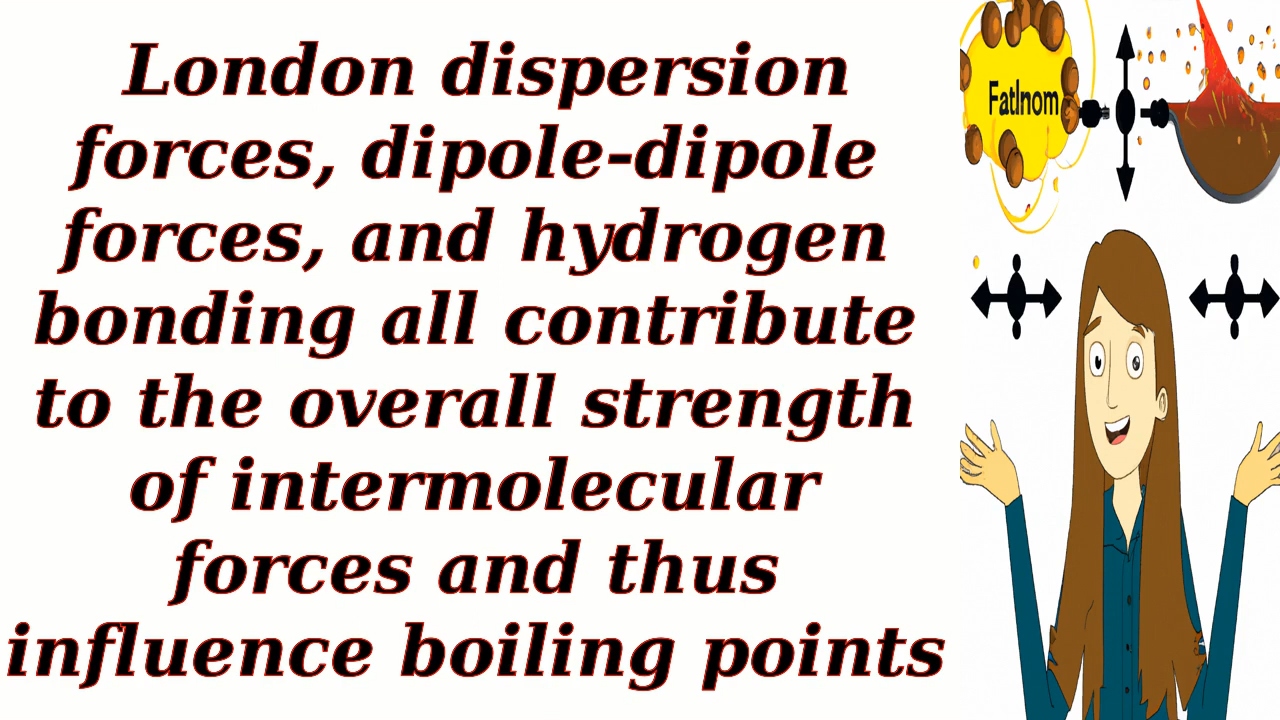 London dispersion
forces, dipole-dipole
forces, and hydrogen
bonding all contribute
to the overall strength
of intermolecular
forces and thus
influence boiling points
Fatlnom